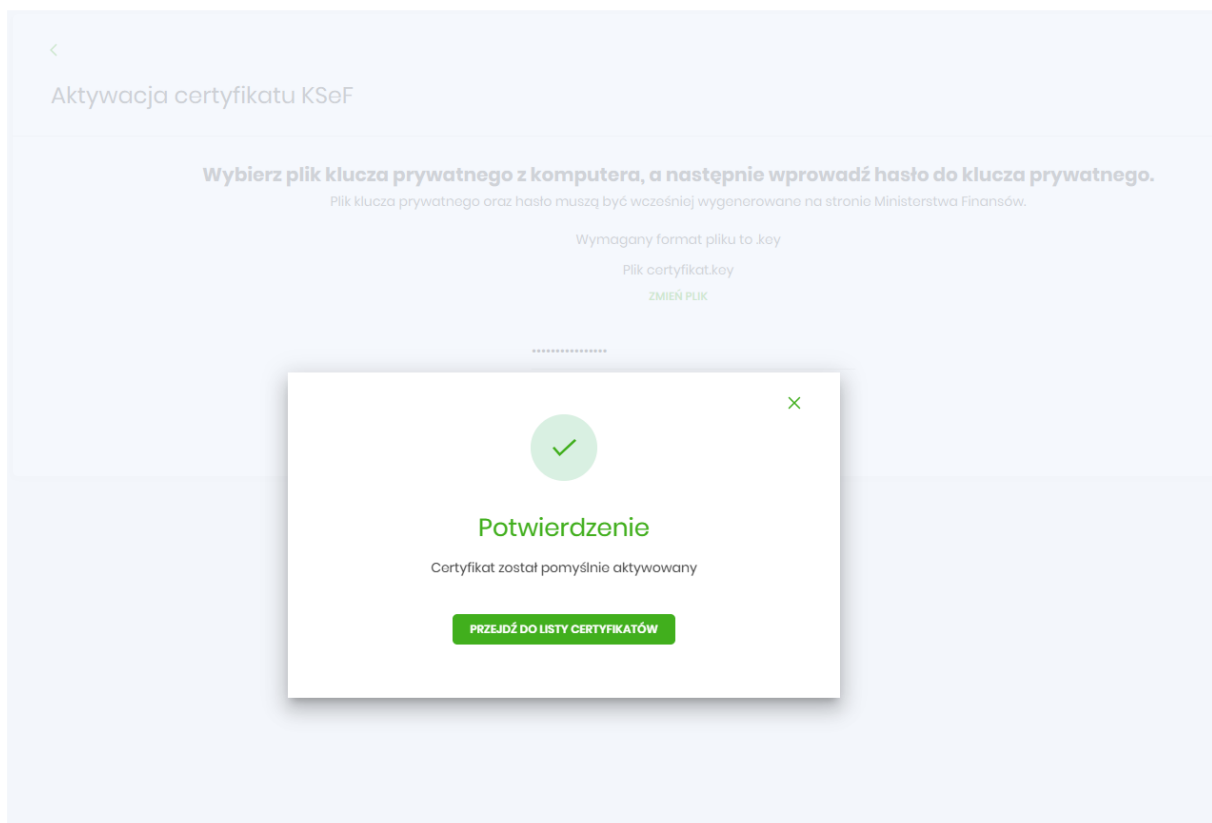 Aktywacja certyfikatu KSeF
Wybierz plik klucza prywatnego z komputera, a następnie wprowadź hasło do klucza prywatnego.
Plik klucza prywatnego oraz hasło muszą być wcześniej wygenerowane na stronie Ministerstwa Finansów.
Wymagany format pliku to .key
Plik certyfikat.key
ZMIEŃ PLIK
Potwierdzenie
Certyfikat został pomyślnie aktywowany
PRZEJDŹ DO LISTY CERTYFIKATÓW